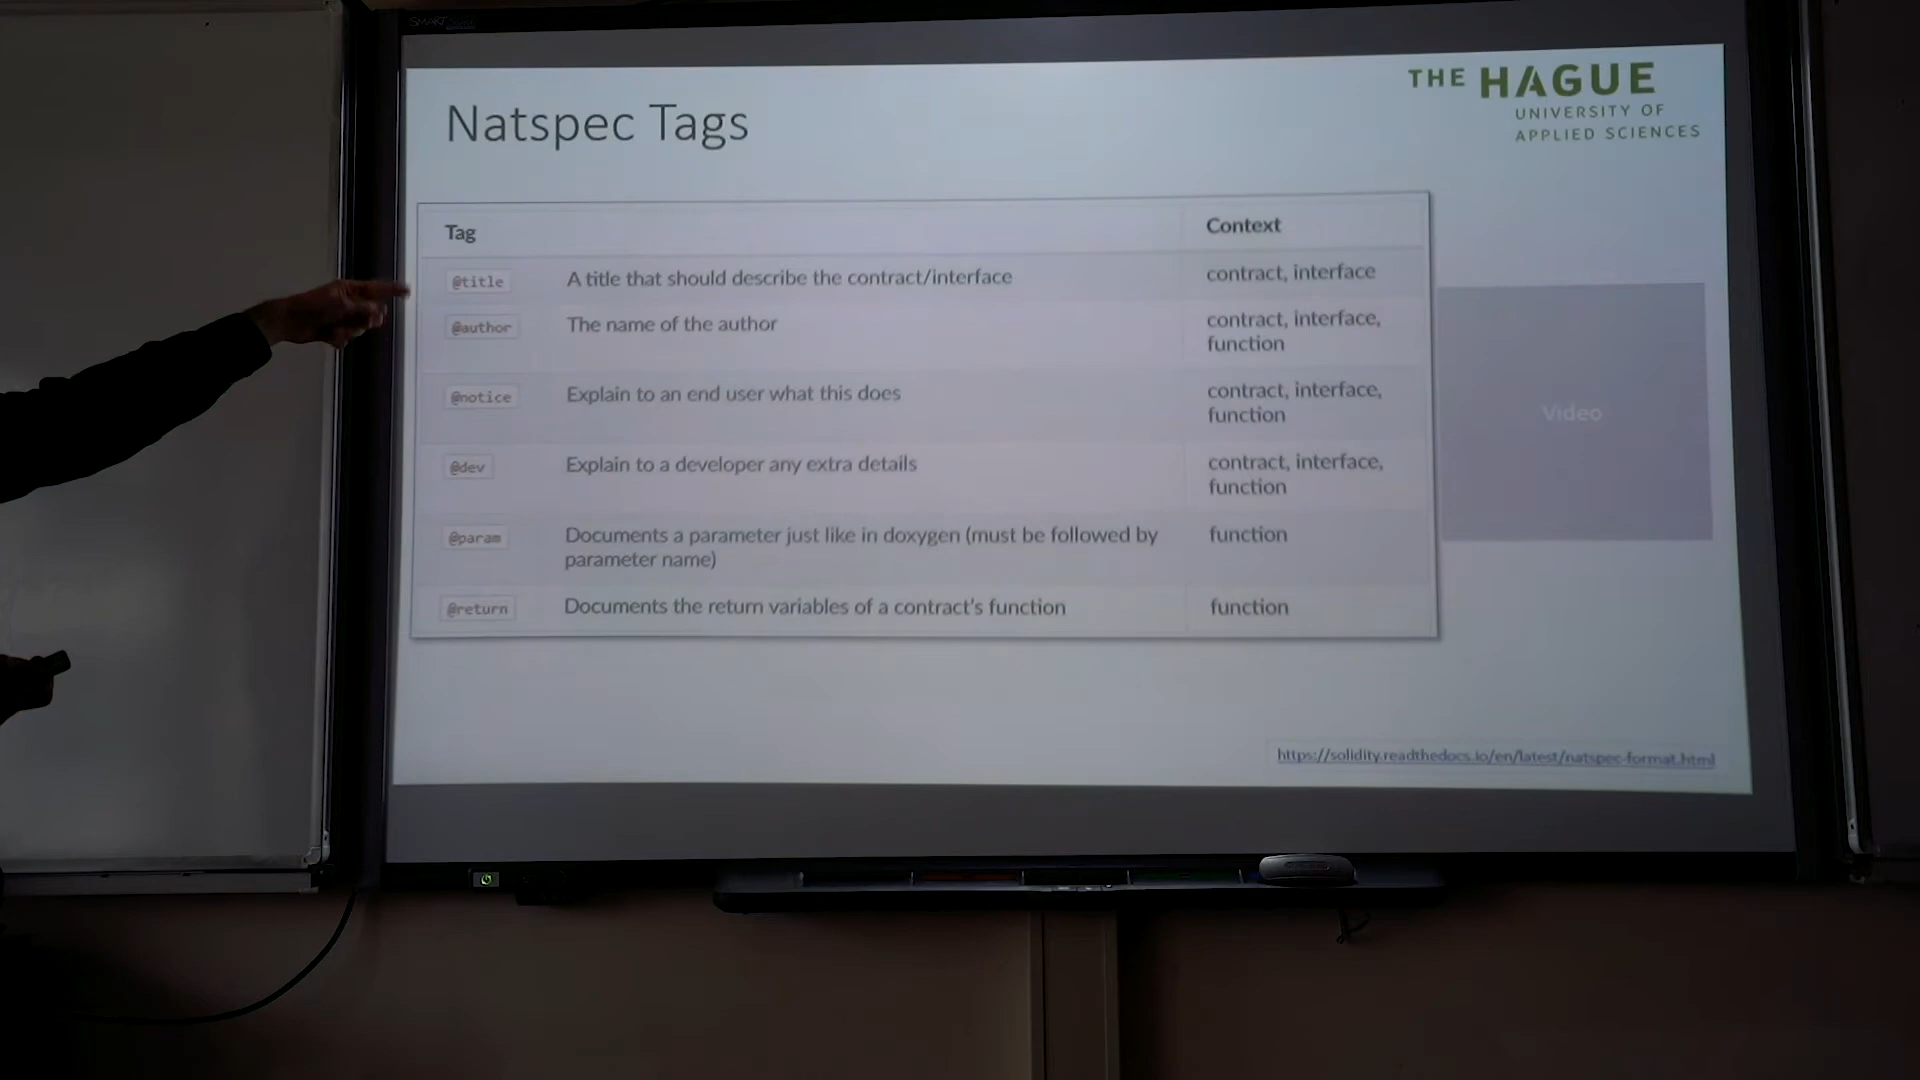 SMART
THE HAGUE
UNIVERSITY OF
APPLIED SCIENCES
Natspec Tags
Tag Context
@title A title that should describe the contract/interface contract, interface
@author The name of the author contract, interface,
function
@notice Explain to an end user what this does contract, interface,
function
@dev Explain to a developer any extra details contract, interface,
function
@param Documents a parameter just like in doxygen (must be followed by function
parameter name)
@return Documents the return variables of a contract's function function
Video
https://solidity.readthedocs.io/en/latest/natspec-format.html